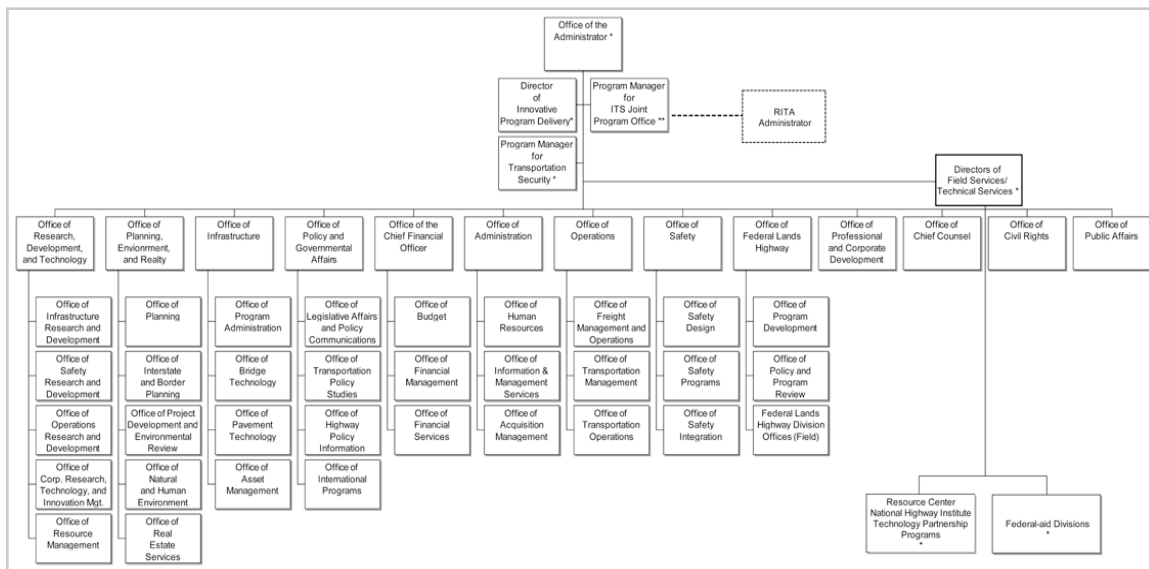 Office of the
Administrator *
Director
of
Innovative
Program Delivery*
Program Manager
for
ITS Joint
Program Office **
RITA
Administrator
Program Manager
for
Transportation
Security *
Directors of
Field Services/
Technical Services *
Office of
Research,
Development,
and Technology
Office of
Planning,
Envionment,
and Realty
Office of
Infrastructure
Office of
Policy and
Governmental
Affairs
Office of the
Chief Financial
Officer
Office of
Administration
Office of
Operations
Office of
Safety
Office of
Federal Lands
Highway
Office of
Professional
and Corporate
Development
Office of
Chief Counsel
Office of
Civil Rights
Office of
Public Affairs
Office of
Infrastructure
Research and
Development
Office of
Safety
Research and
Development
Office of
Operations
Research and
Development
Office of
Corp. Research,
Technology, and
Innovation Mgt.
Office of
Resource
Management
Office of
Planning
Office of
Interstate
and Border
Planning
Office of Project
Development and
Environmental
Review
Office of
Natural
and Human
Environment
Office of
Real
Estate
Services
Office of
Program
Administration
Office of
Bridge
Technology
Office of
Pavement
Technology
Office of
Asset
Management
Office of
Legislative Affairs
and Policy
Communications
Office of
Transportation
Policy
Studies
Office of
Highway
Policy
Information
Office of
International
Programs
Office of
Budget
Office of
Financial
Management
Office of
Financial
Services
Office of
Human
Resources
Office of
Information &
Management
Services
Office of
Acquisition
Management
Office of
Freight
Management and
Operations
Office of
Transportation
Management
Office of
Transportation
Operations
Office of
Safety
Design
Office of
Safety
Programs
Office of
Safety
Integration
Office of
Program
Development
Office of
Policy and
Program
Review
Federal Lands
Highway Division
Offices (Field)
Resource Center
National Highway Institute
Technology Partnership
Programs
*
Federal-aid Divisions
*